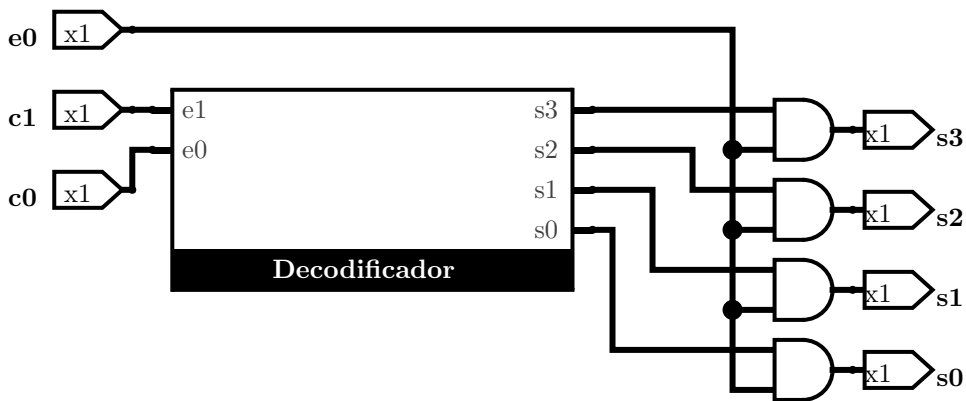 e0 x1
c1 x1 e1 s3 x1 s3
e0 s2
c0 x1 s1 x1 s2
s0
Decodificador x1 s1
x1 s0